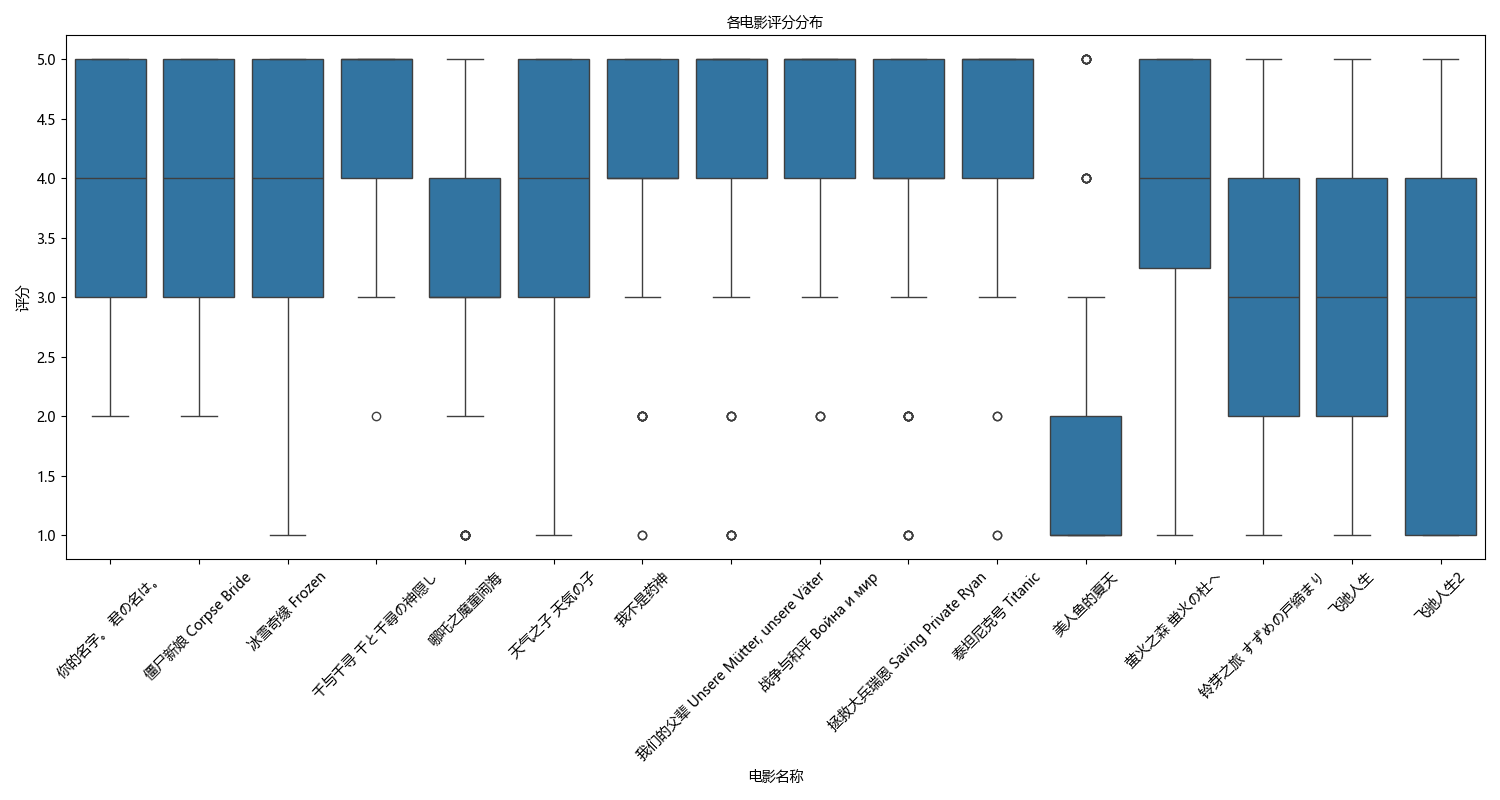 各电影评分分布
评分
5.0
4.5
4.0
3.5
3.0
2.5
2.0
1.5
1.0
你的名字。 君の名は。
僵尸新娘 Corpse Bride
冰雪奇缘 Frozen
千与千寻 千と千尋の神隠し
哪吒之魔童闹海
天气之子 天気の子
我不是药神
我们的父辈 Unsere Mütter, unsere Väter
战争与和平 Война и мир
拯救大兵瑞恩 Saving Private Ryan
泰坦尼克号 Titanic
美人鱼的夏天
萤火之森 蛍火の杜へ
铃芽之旅 すずめの戸締まり
飞驰人生
飞驰人生2
电影名称